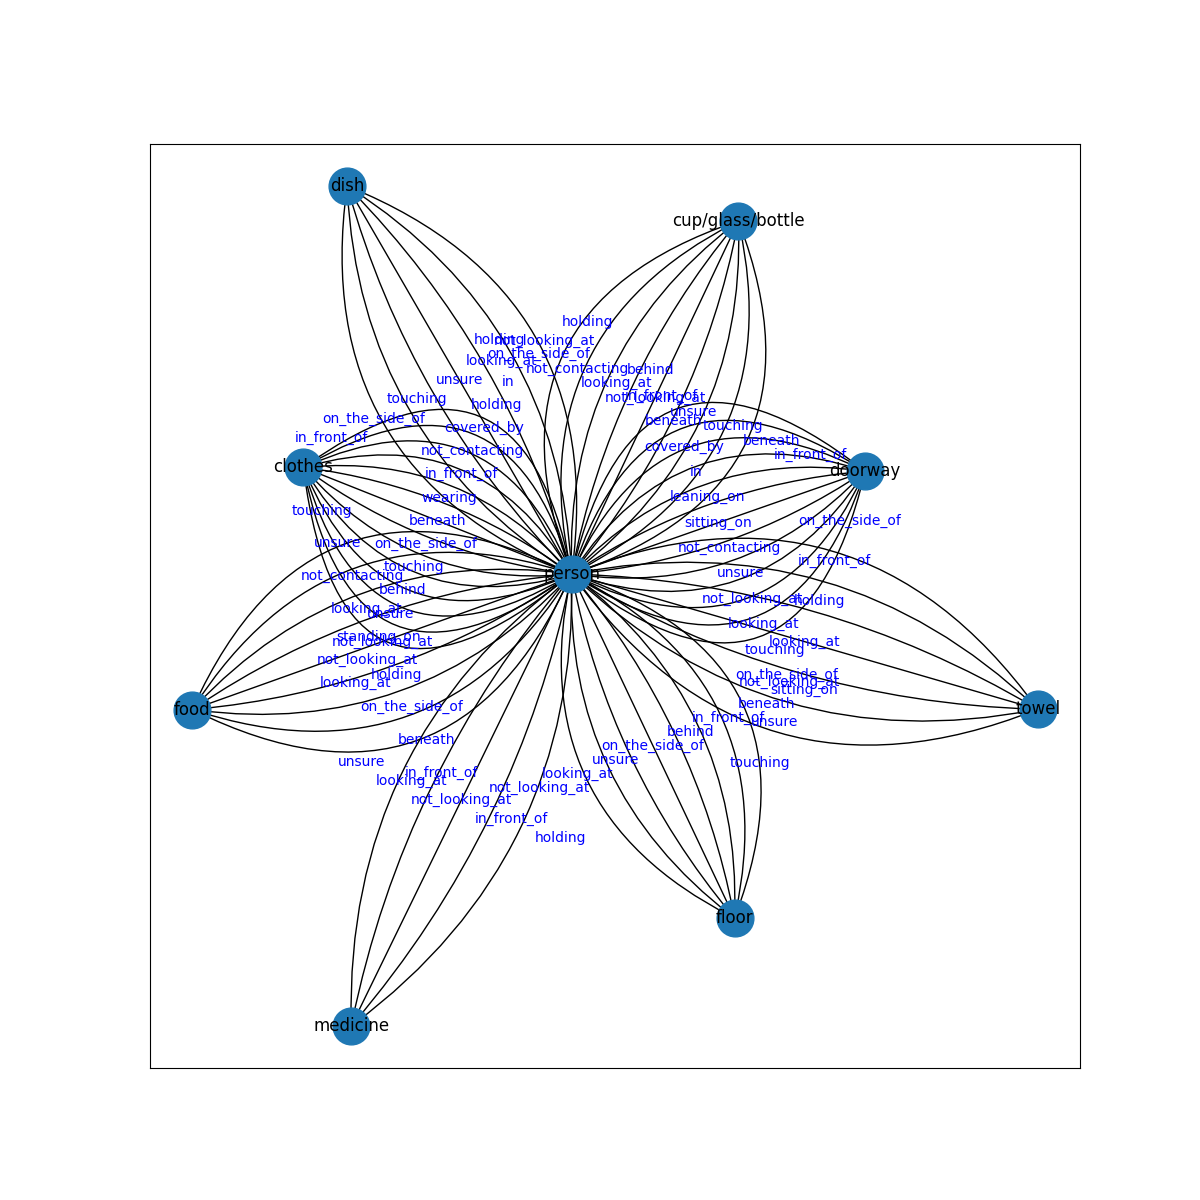 dish
cup/glass/bottle
holding
holding
not_looking_at
on_the_side_of
looking_at
not_contacting
behind
unsure
in
looking_at
touching
holding
in_front_of
not_looking_at
unsure
on_the_side_of
beneath
covered_by
touching
in_front_of
beneath
not_contacting
covered_by
in_front_of
clothes
doorway
in_front_of
in
wearing
leaning_on
touching
beneath
sitting_on
on_the_side_of
unsure
on_the_side_of
not_contacting
in_front_of
touching
not_contacting
person
unsure
behind
looking_at
unsure
not_looking_at
holding
standing_on
not_looking_at
looking_at
looking_at
not_looking_at
touching
holding
on_the_side_of
looking_at
not_looking_at
sitting_on
on_the_side_of
beneath
food
towel
in_front_of
unsure
beneath
behind
on_the_side_of
unsure
unsure
touching
in_front_of
looking_at
looking_at
not_looking_at
not_looking_at
in_front_of
holding
floor
medicine